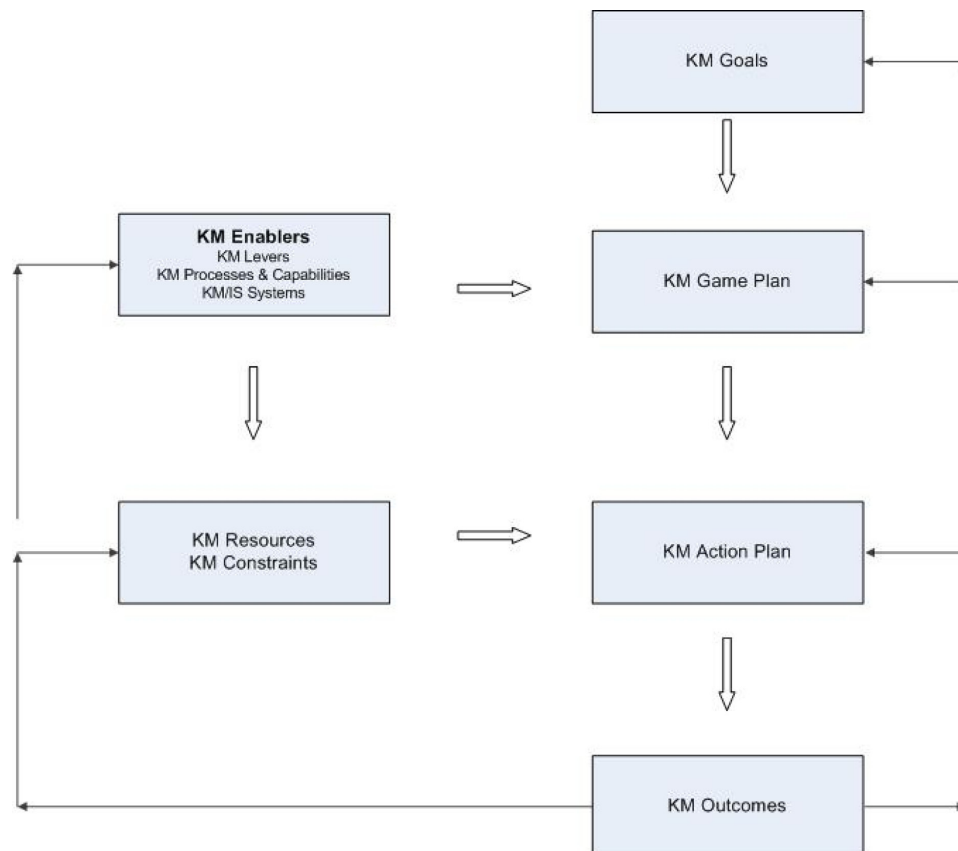 KM Goals
KM Enablers
KM Levers
KM Processes & Capabilities
KM/IS Systems
KM Game Plan
KM Resources
KM Constraints
KM Action Plan
KM Outcomes